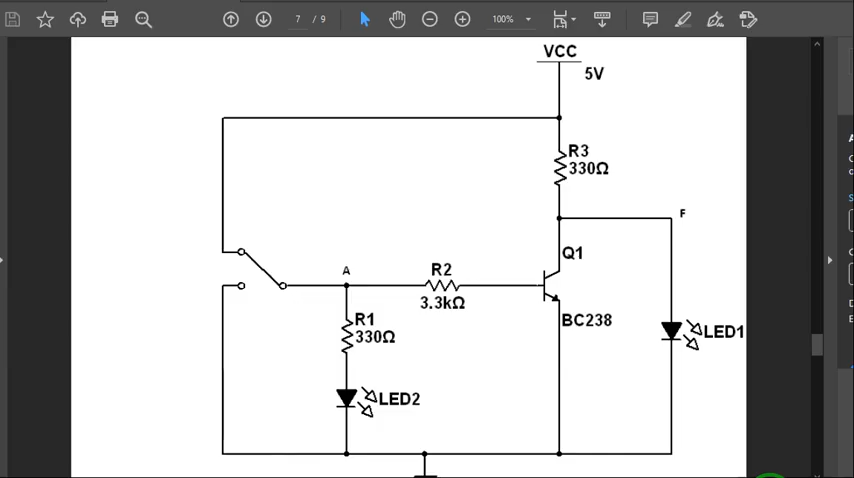 7 / 9
100%
VCC
5V
R3
330Ω
F
Q1
A
R2
3.3kΩ
BC238
R1
330Ω
LED1
LED2